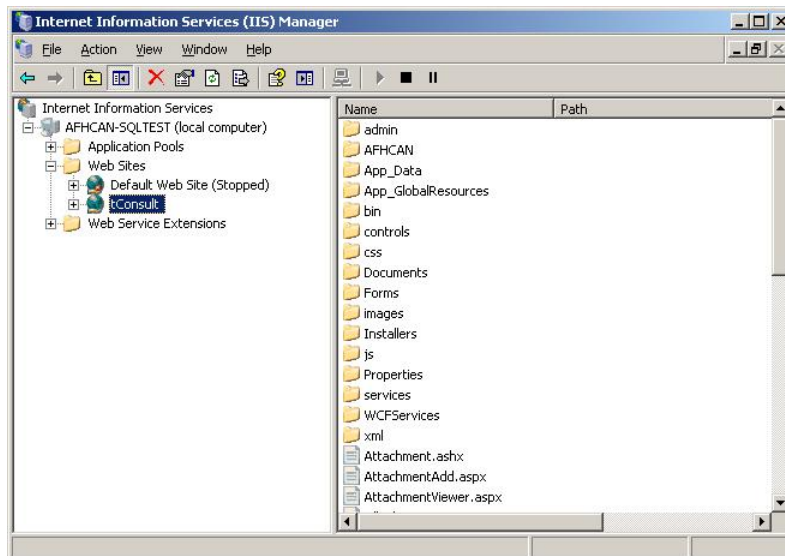 Internet Information Services (IIS) Manager
File Action View Window Help
Internet Information Services
AFHCAN-SQLTEST (local computer)
Application Pools
Web Sites
Default Web Site (Stopped)
tConsult
Web Service Extensions
Name Path
admin
AFHCAN
App_Data
App_GlobalResources
bin
controls
css
Documents
Forms
images
Installers
js
Properties
services
WCFServices
xml
Attachment.ashx
AttachmentAdd.aspx
AttachmentViewer.aspx